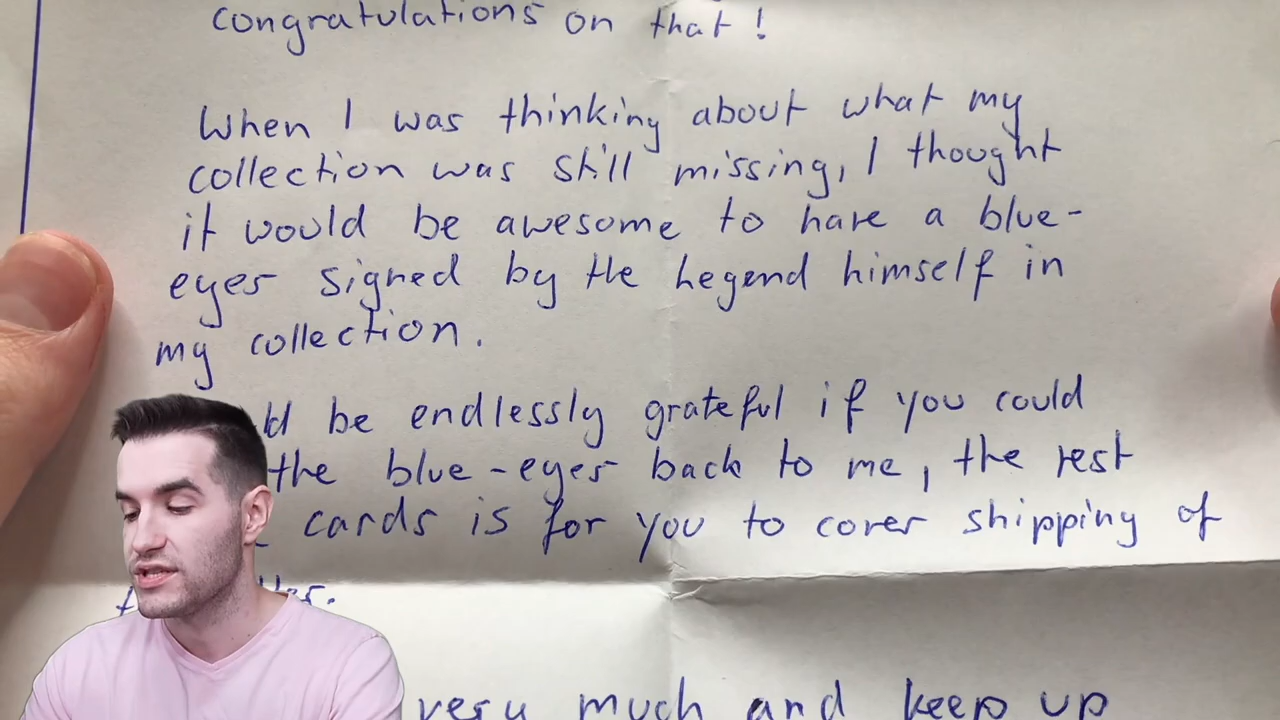 congratulations on that!
When I was thinking about what my
collection was still missing, I thought
it would be awesome to have a blue-
eyes signed by the Legend himself in
my collection.
be endlessly grateful if you could
the blue-eyes back to me, the rest
cards is for you to cover shipping of
very much and keep up